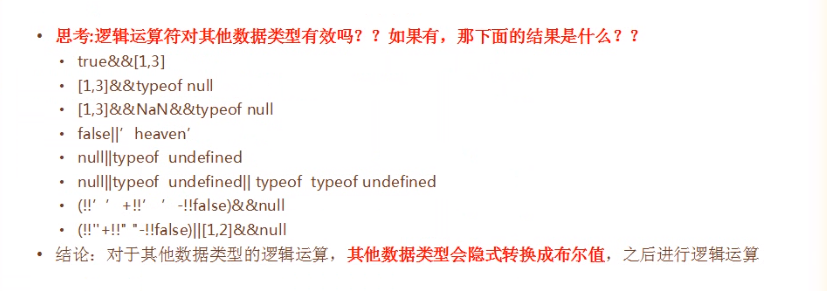 • 思考:逻辑运算符对其他数据类型有效吗？？如果有，那下面的结果是什么？？
• true&&[1,3]
• [1,3]&&typeof null
• [1,3]&&NaN&&typeof null
• false||’heaven’
• null||typeof undefined
• null||typeof undefined|| typeof typeof undefined
• (!!’’+!!’ ’-!!false)&&null
• (!!''+!!" "-!!false)||[1,2]&&null
• 结论：对于其他数据类型的逻辑运算，其他数据类型会隐式转换成布尔值，之后进行逻辑运算